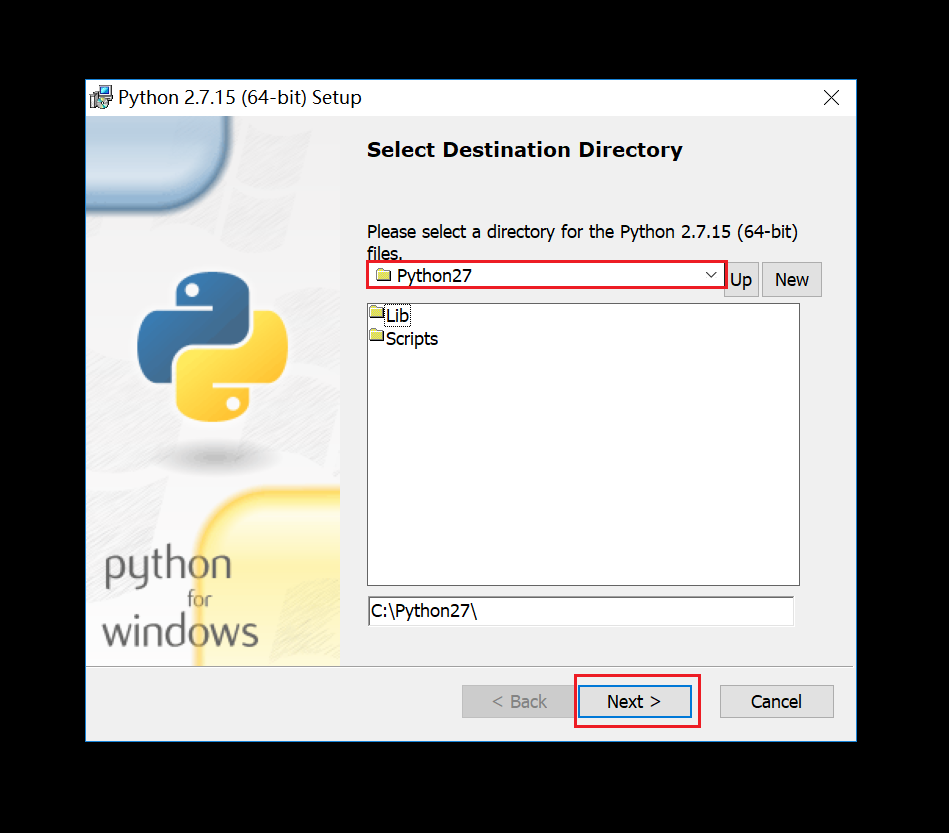 Python 2.7.15 (64-bit) Setup
Select Destination Directory
Please select a directory for the Python 2.7.15 (64-bit)
files.
Python27
Up
New
Lib
Scripts
C:\Python27\
python
for
windows
< Back
Next >
Cancel